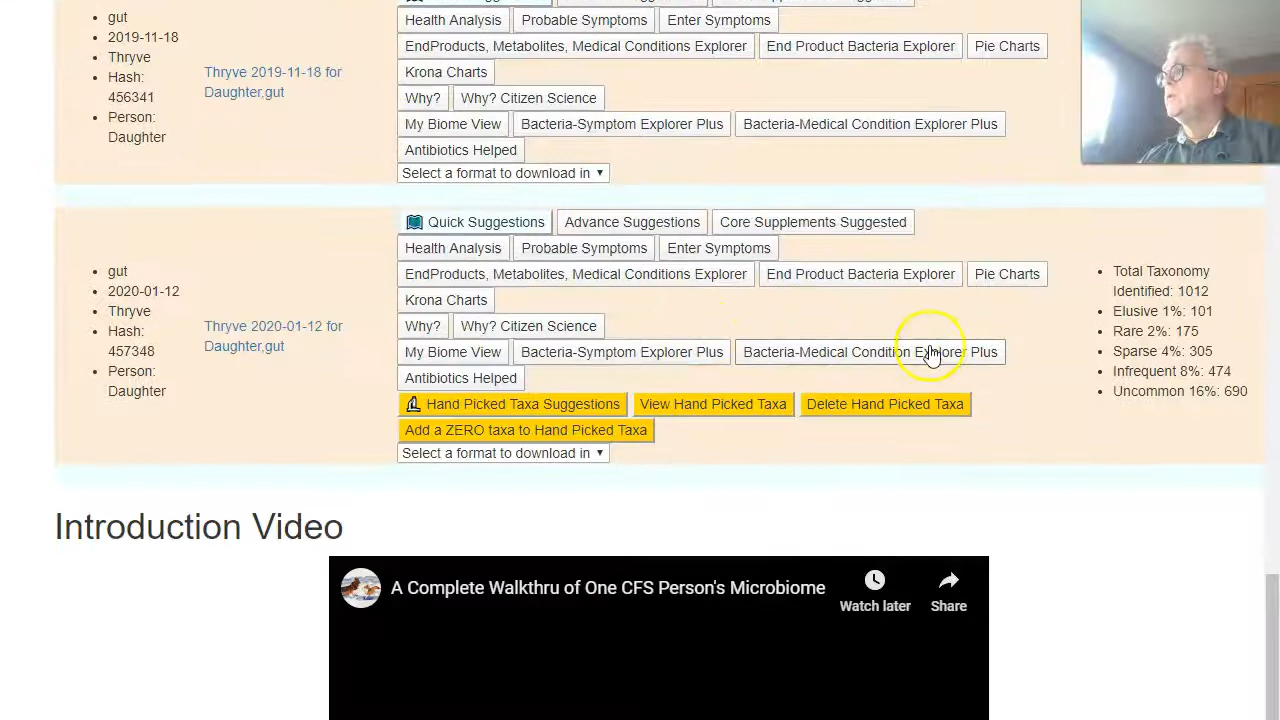 gut
2019-11-18
Thryve
Hash:
456341
Person:
Daughter
Thryve 2019-11-18 for
Daughter,gut
Health Analysis Probable Symptoms Enter Symptoms
EndProducts, Metabolites, Medical Conditions Explorer End Product Bacteria Explorer Pie Charts
Krona Charts
Why? Why? Citizen Science
My Biome View Bacteria-Symptom Explorer Plus Bacteria-Medical Condition Explorer Plus
Antibiotics Helped
Select a format to download in
gut
2020-01-12
Thryve
Hash:
457348
Person:
Daughter
Thryve 2020-01-12 for
Daughter,gut
Quick Suggestions Advance Suggestions Core Supplements Suggested
Health Analysis Probable Symptoms Enter Symptoms
EndProducts, Metabolites, Medical Conditions Explorer End Product Bacteria Explorer Pie Charts
Krona Charts
Why? Why? Citizen Science
My Biome View Bacteria-Symptom Explorer Plus Bacteria-Medical Condition Explorer Plus
Antibiotics Helped
Hand Picked Taxa Suggestions View Hand Picked Taxa Delete Hand Picked Taxa
Add a ZERO taxa to Hand Picked Taxa
Select a format to download in
Total Taxonomy
Identified: 1012
Elusive 1%: 101
Rare 2%: 175
Sparse 4%: 305
Infrequent 8%: 474
Uncommon 16%: 690
Introduction Video
A Complete Walkthru of One CFS Person's Microbiome
Watch later Share